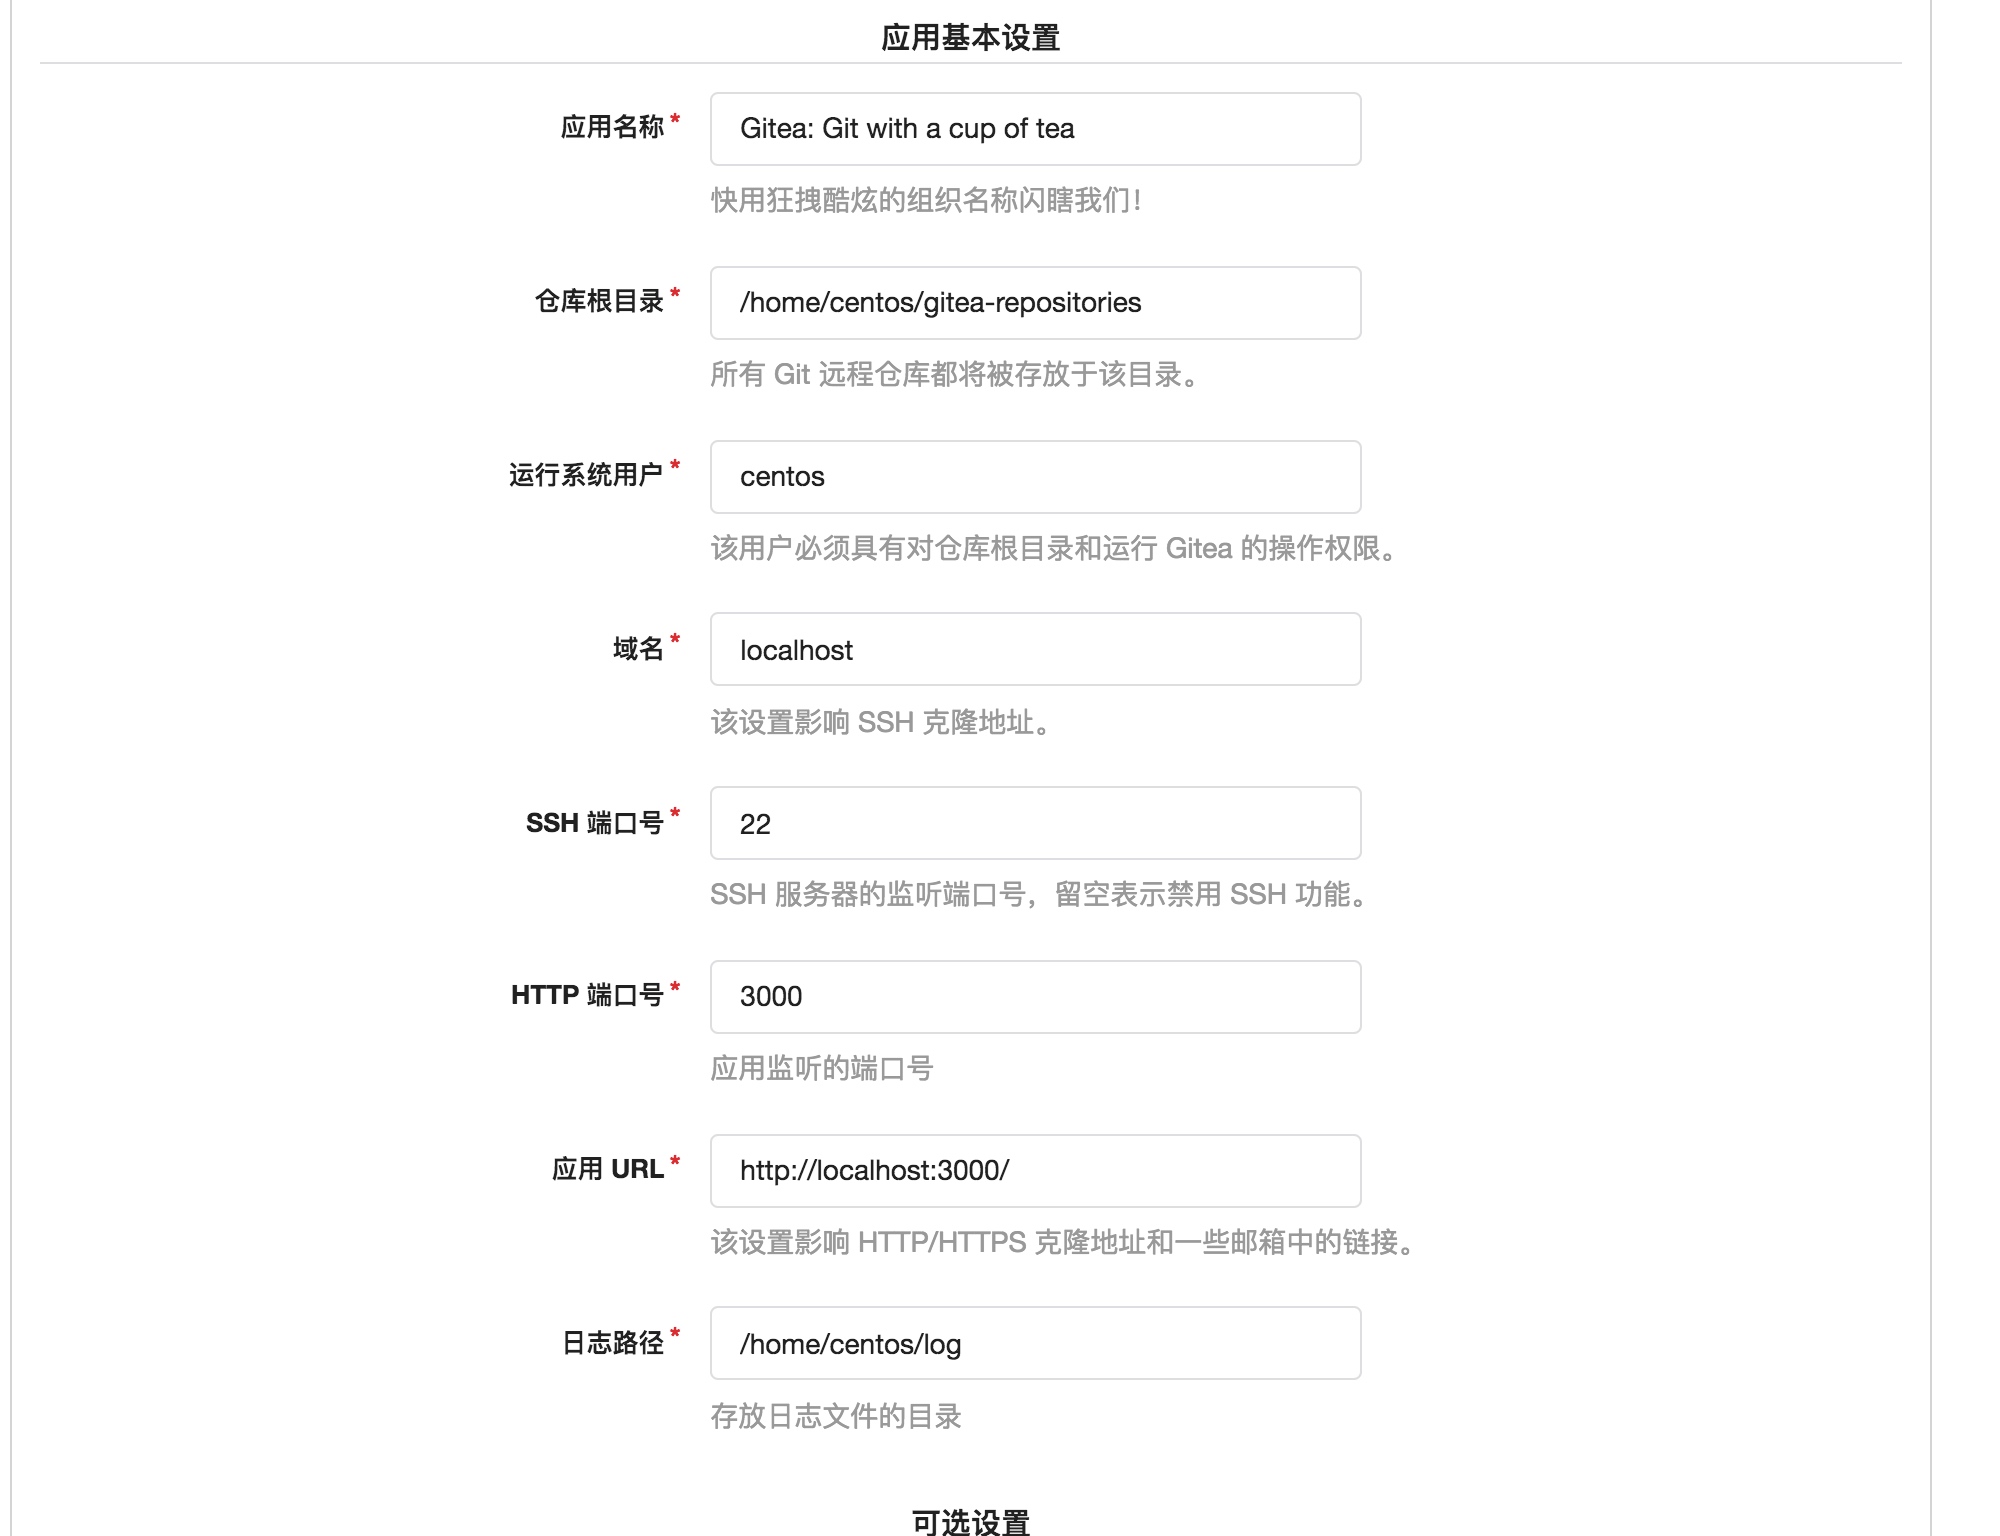 应用基本设置
应用名称*
Gitea: Git with a cup of tea
快用狂拽酷炫的组织名称闪瞎我们！
仓库根目录*
/home/centos/gitea-repositories
所有 Git 远程仓库都将被存放于该目录。
运行系统用户*
centos
该用户必须具有对仓库根目录和运行 Gitea 的操作权限。
域名*
localhost
该设置影响 SSH 克隆地址。
SSH 端口号*
22
SSH 服务器的监听端口号，留空表示禁用 SSH 功能。
HTTP 端口号*
3000
应用监听的端口号
应用 URL*
http://localhost:3000/
该设置影响 HTTP/HTTPS 克隆地址和一些邮箱中的链接。
日志路径*
/home/centos/log
存放日志文件的目录
可选设置